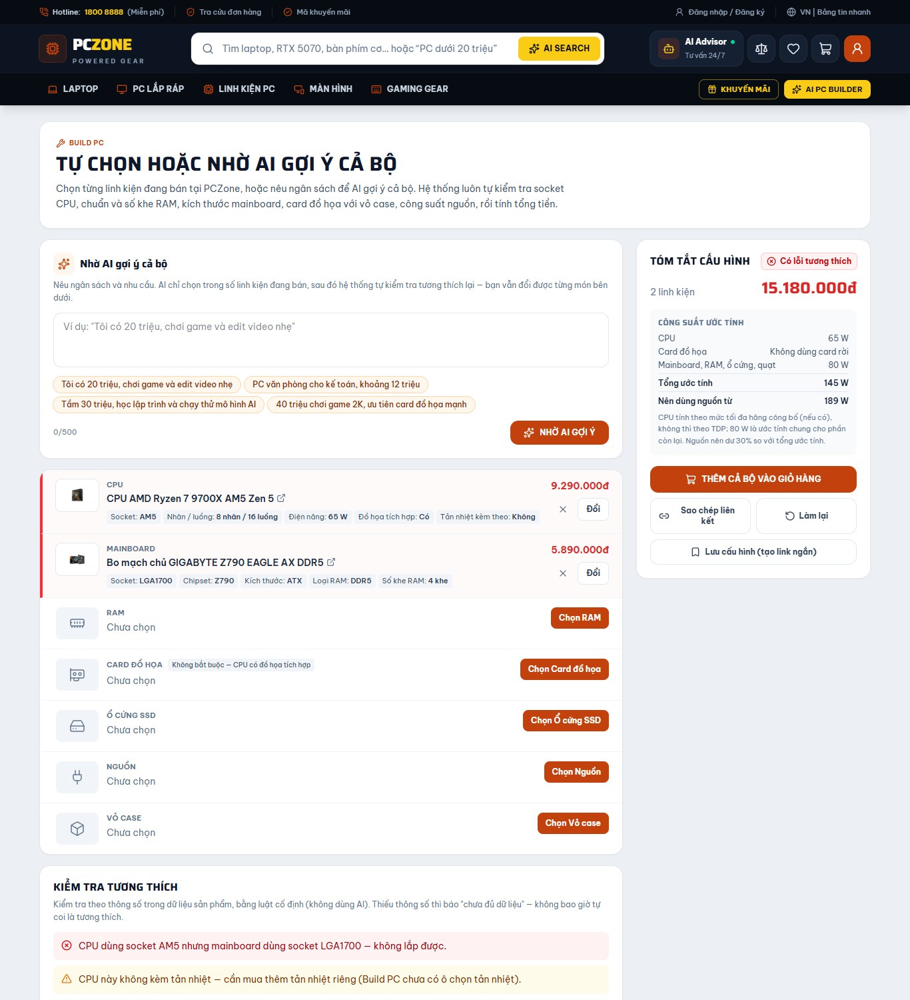 Hotline: 1800 8888 (Miễn phí)
Tra cứu đơn hàng
Mã khuyến mãi
Đăng nhập / Đăng ký
VN | Bảng tin nhanh
PCZONE
POWERED GEAR
Tìm laptop, RTX 5070, bàn phím cơ... hoặc “PC dưới 20 triệu”
AI SEARCH
AI Advisor
Tư vấn 24/7
LAPTOP
PC LẮP RÁP
LINH KIỆN PC
MÀN HÌNH
GAMING GEAR
KHUYẾN MÃI
AI PC BUILDER
BUILD PC
TỰ CHỌN HOẶC NHỜ AI GỢI Ý CẢ BỘ
Chọn từng linh kiện đang bán tại PCZone, hoặc nêu ngân sách để AI gợi ý cả bộ. Hệ thống luôn tự kiểm tra socket
CPU, chuẩn và số khe RAM, kích thước mainboard, card đồ họa với vỏ case, công suất nguồn, rồi tính tổng tiền.
Nhờ AI gợi ý cả bộ
Nêu ngân sách và nhu cầu. AI chỉ chọn trong số linh kiện đang bán, sau đó hệ thống tự kiểm tra tương thích lại — bạn vẫn đổi được từng món bên
dưới.
Ví dụ: "Tôi có 20 triệu, chơi game và edit video nhẹ"
Tôi có 20 triệu, chơi game và edit video nhẹ
PC văn phòng cho kế toán, khoảng 12 triệu
Tầm 30 triệu, học lập trình và chạy thử mô hình AI
40 triệu chơi game 2K, ưu tiên card đồ họa mạnh
0/500
NHỜ AI GỢI Ý
TÓM TẮT CẤU HÌNH
Có lỗi tương thích
2 linh kiện
15.180.000đ
CÔNG SUẤT ƯỚC TÍNH
CPU 65 W
Card đồ họa Không dùng card rời
Mainboard, RAM, ổ cứng, quạt 80 W
Tổng ước tính 145 W
Nên dùng nguồn từ 189 W
CPU tính theo mức tối đa hãng công bố (nếu có),
không thì theo TDP; 80 W là ước tính chung cho phần
còn lại. Nguồn nên dư 30% so với tổng ước tính.
THÊM CẢ BỘ VÀO GIỎ HÀNG
Sao chép liên
kết
Làm lại
Lưu cấu hình (tạo link ngắn)
CPU
CPU AMD Ryzen 7 9700X AM5 Zen 5
Socket: AM5
Nhân / luồng: 8 nhân / 16 luồng
Điện năng: 65 W
Đồ họa tích hợp: Có
Tản nhiệt kèm theo: Không
9.290.000đ
Đổi
MAINBOARD
Bo mạch chủ GIGABYTE Z790 EAGLE AX DDR5
Socket: LGA1700
Chipset: Z790
Kích thước: ATX
Loại RAM: DDR5
Số khe RAM: 4 khe
5.890.000đ
Đổi
RAM
Chưa chọn
Chọn RAM
CARD ĐỒ HỌA
Không bắt buộc — CPU có đồ họa tích hợp
Chưa chọn
Chọn Card đồ họa
Ổ CỨNG SSD
Chưa chọn
Chọn Ổ cứng SSD
NGUỒN
Chưa chọn
Chọn Nguồn
VỎ CASE
Chưa chọn
Chọn Vỏ case
KIỂM TRA TƯƠNG THÍCH
Kiểm tra theo thông số trong dữ liệu sản phẩm, bằng luật cố định (không dùng AI). Thiếu thông số thì báo "chưa đủ dữ liệu" — không bao giờ tự
coi là tương thích.
CPU dùng socket AM5 nhưng mainboard dùng socket LGA1700 — không lắp được.
CPU này không kèm tản nhiệt — cần mua thêm tản nhiệt riêng (Build PC chưa có ô chọn tản nhiệt).